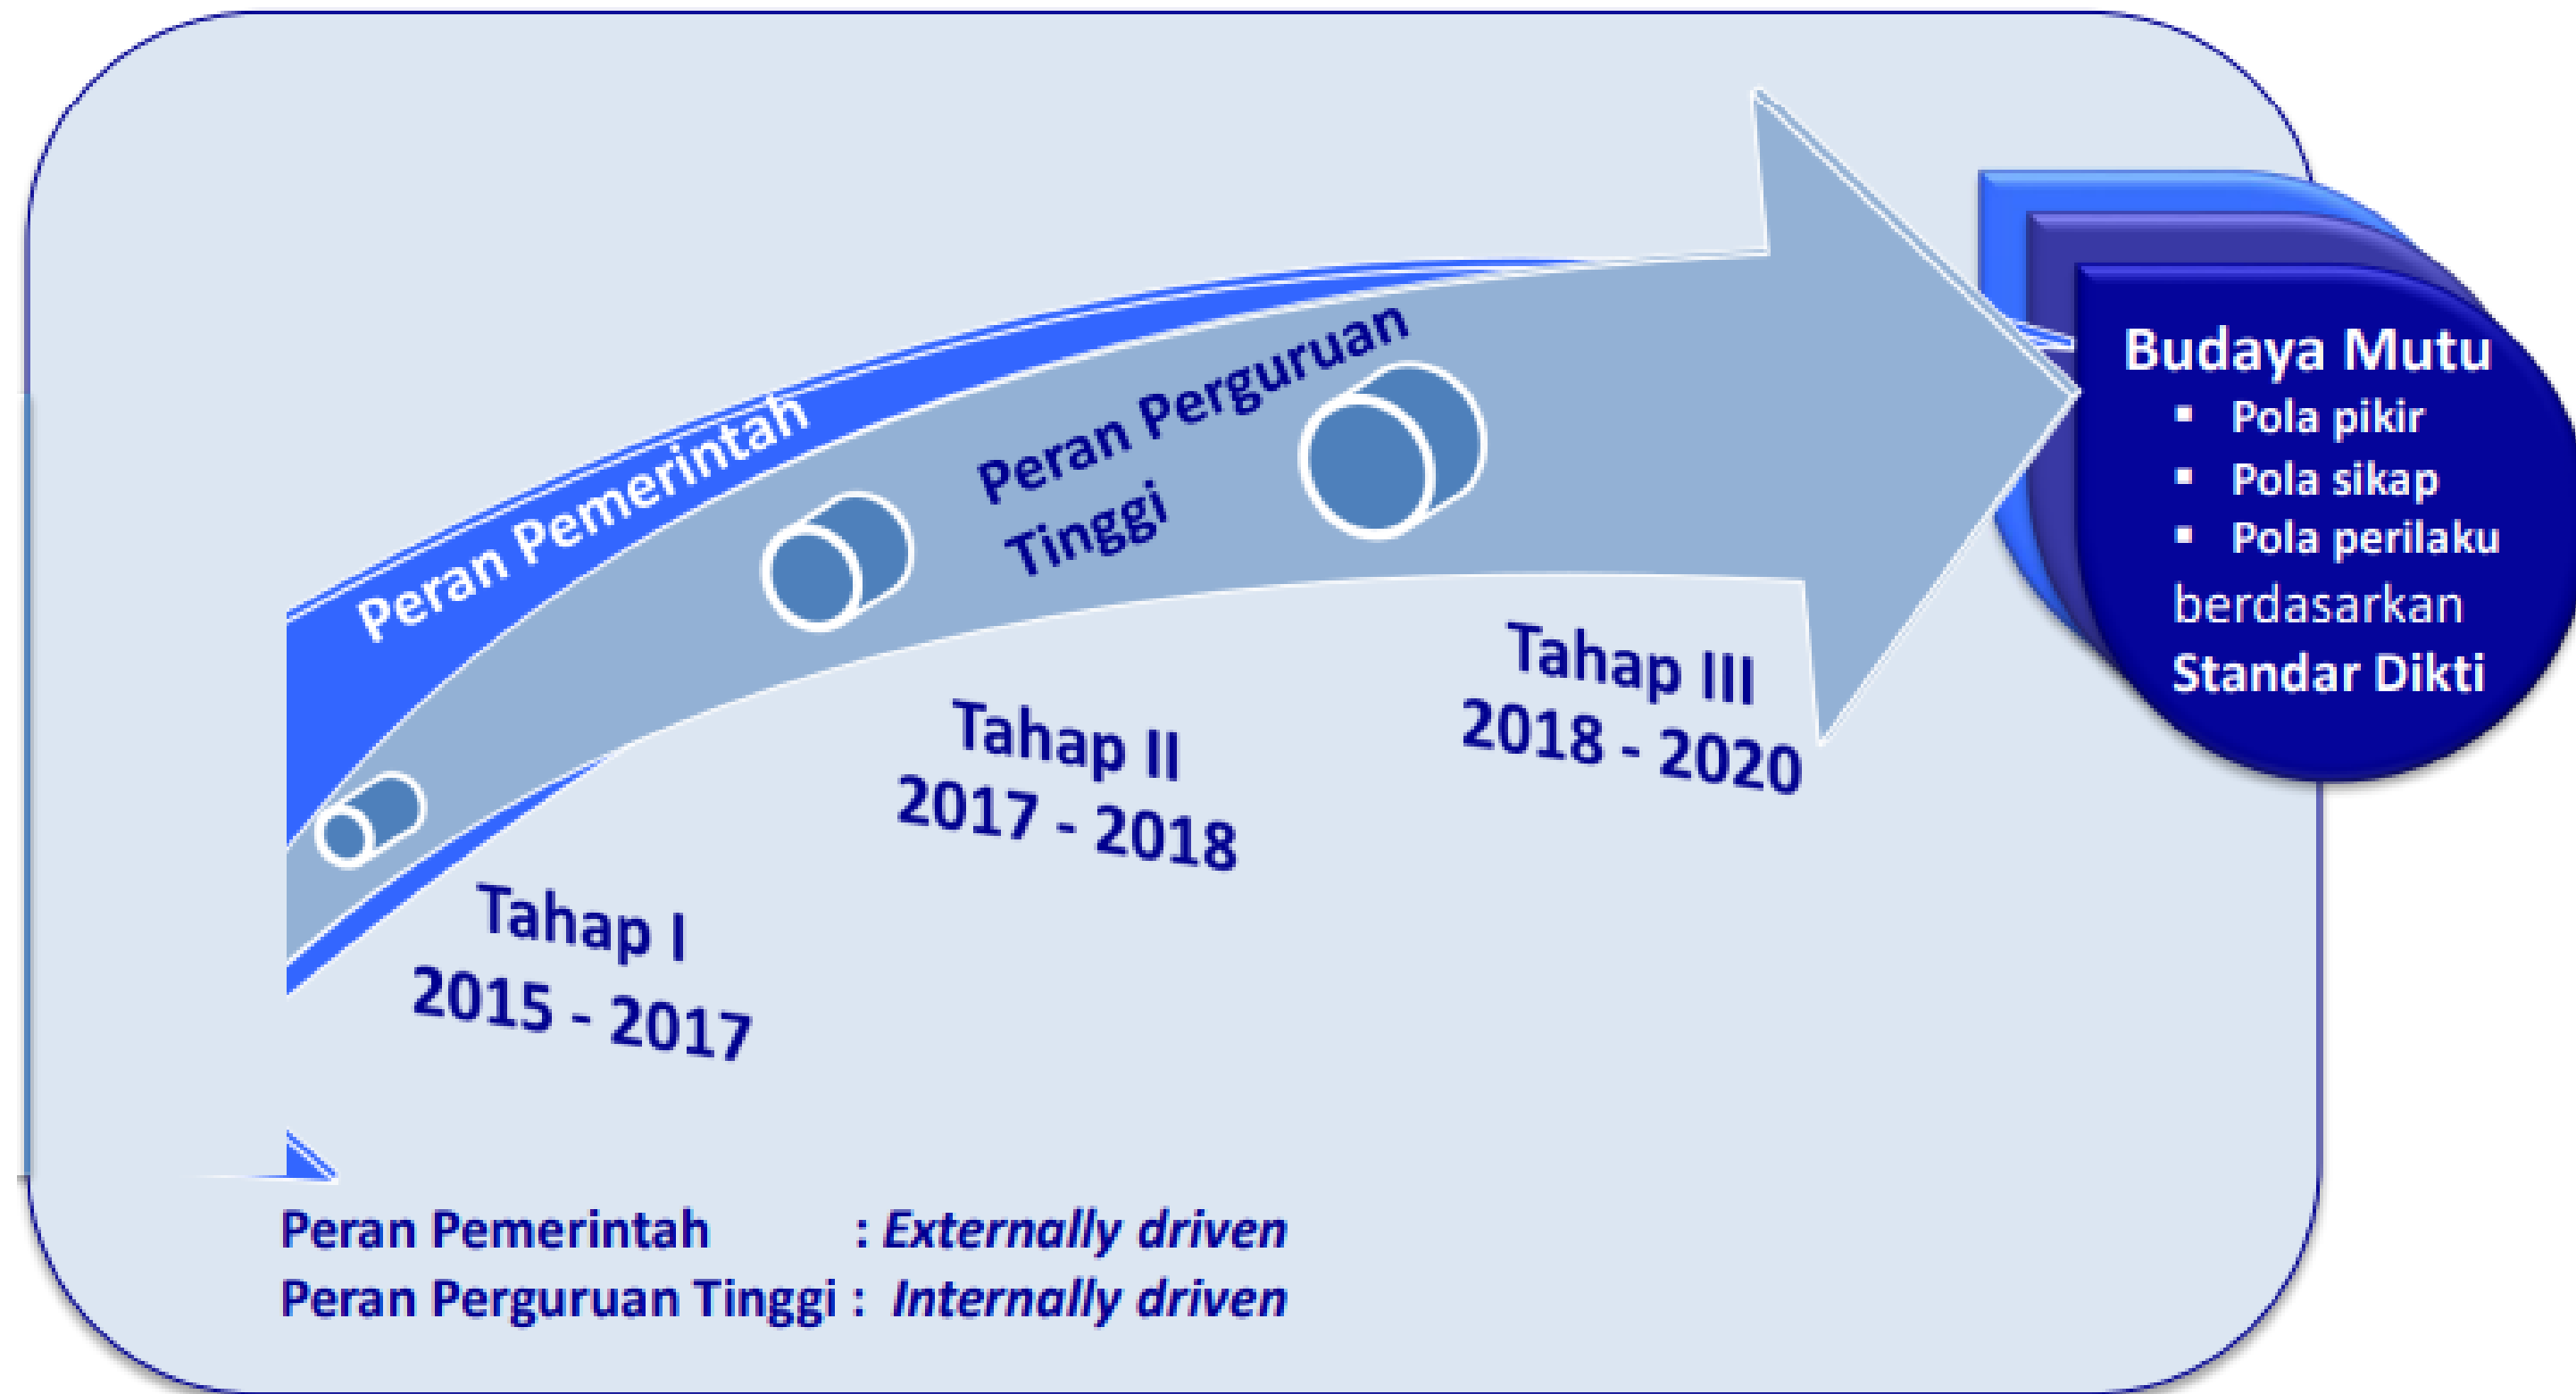 Peran Pemerintah
Peran Perguruan
Tinggi
Tahap I
2015 - 2017
Tahap II
2017 - 2018
Tahap III
2018 - 2020
Budaya Mutu
▪ Pola pikir
▪ Pola sikap
▪ Pola perilaku
berdasarkan
Standar Dikti
Peran Pemerintah : Externally driven
Peran Perguruan Tinggi : Internally driven